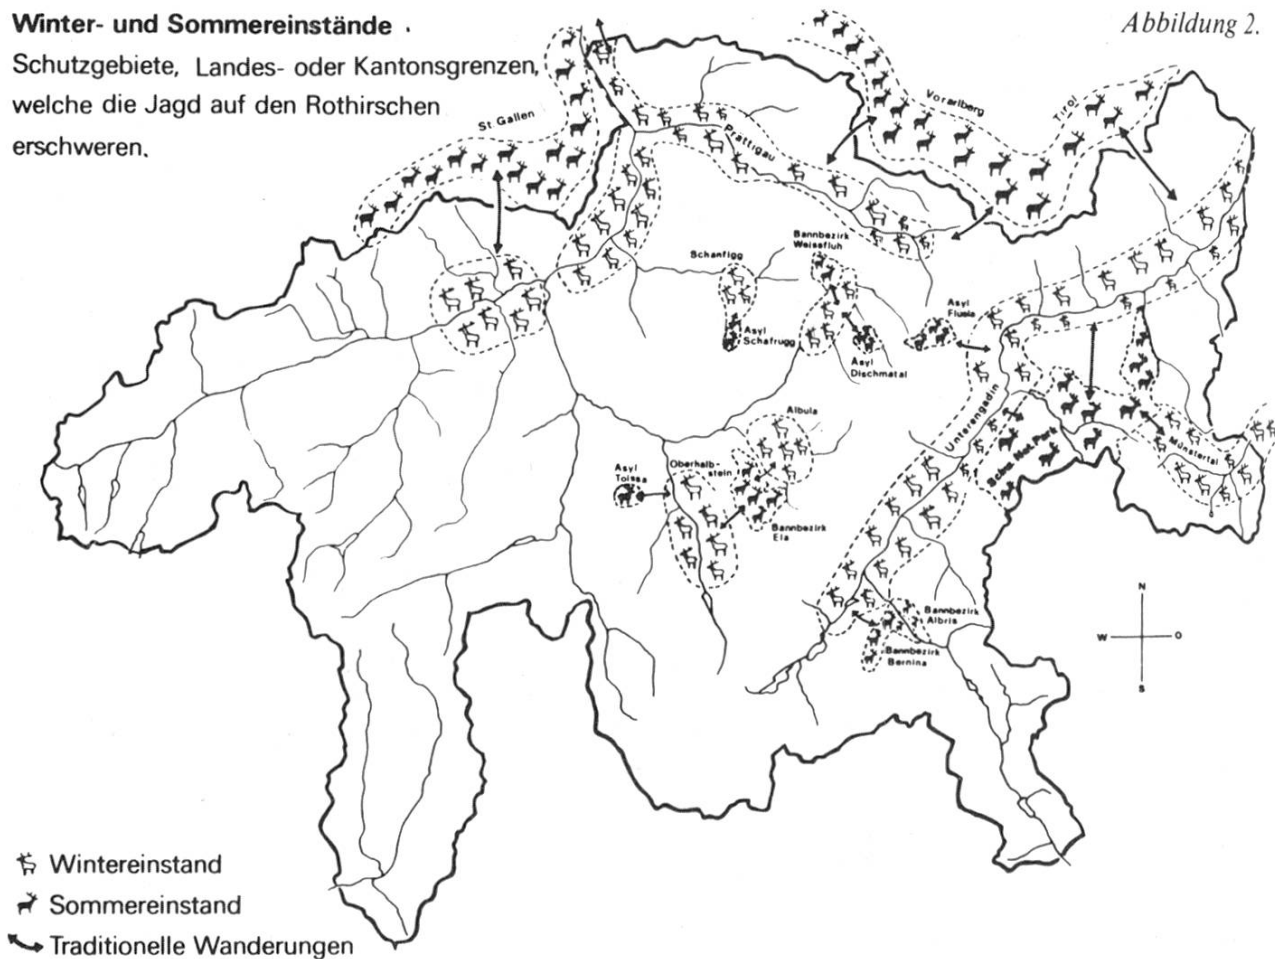 Winter- und Sommereinstände .
Abbildung 2.
Schutzgebiete, Landes- oder Kantonsgrenzen,
welche die Jagd auf den Rothirschen
erschweren.
St Gallen
Vorarlberg
Tirol
Prättigau
Bannbezirk
Weissfluh
Schanfigg
Asyl
Schafrugg
Asyl
Dischmatal
Asyl
Fluela
Unterengadin
Schw. Nat. Park
Münstertal
Albula
Oberhalb-
stein
Asyl
Toissa
Bannbezirk
Ela
Bannbezirk
Albris
Bannbezirk
Bernina
N
W
O
S
Wintereinstand
Sommereinstand
Traditionelle Wanderungen